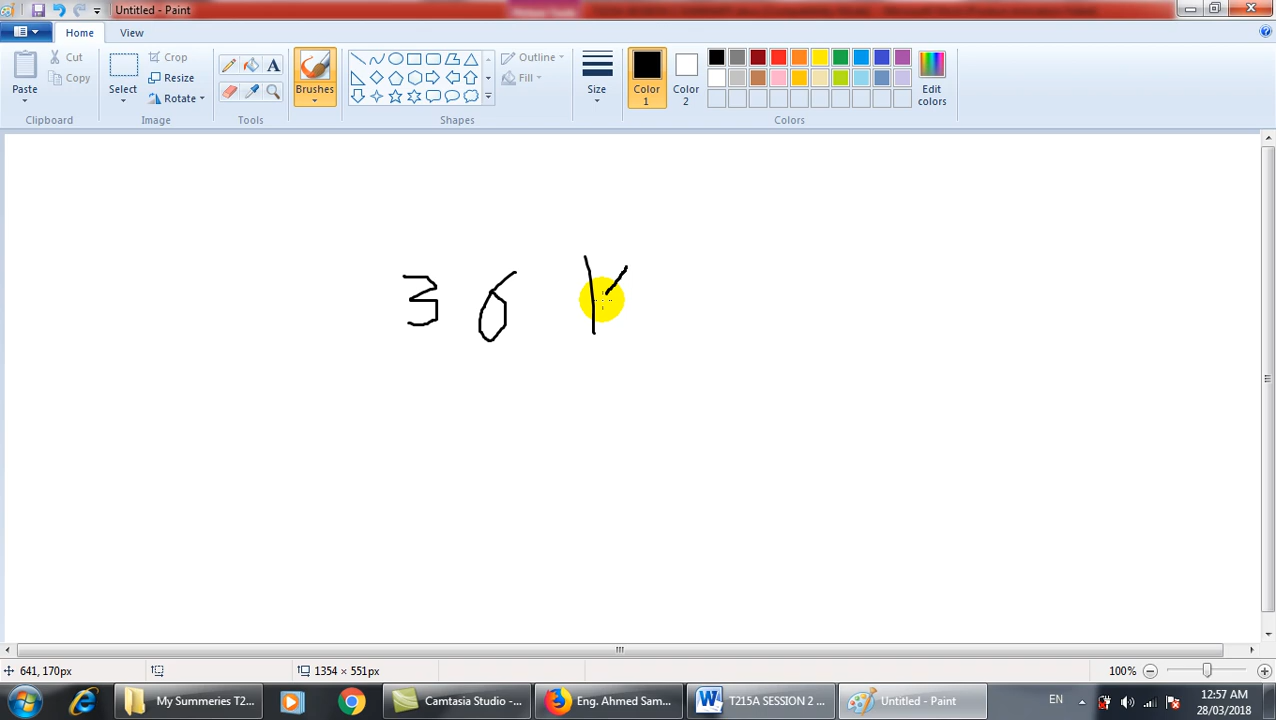 Untitled - Paint
Home View
Paste Cut Copy Select Crop Resize Rotate Brushes Outline Fill Size Color 1 Color 2 Edit colors
Clipboard Image Tools Shapes Colors
3 6
641, 170px 1354 × 551px 100%
My Summeries T2... Camtasia Studio -... Eng. Ahmed Sam... T215A SESSION 2 ... Untitled - Paint EN 12:57 AM
28/03/2018